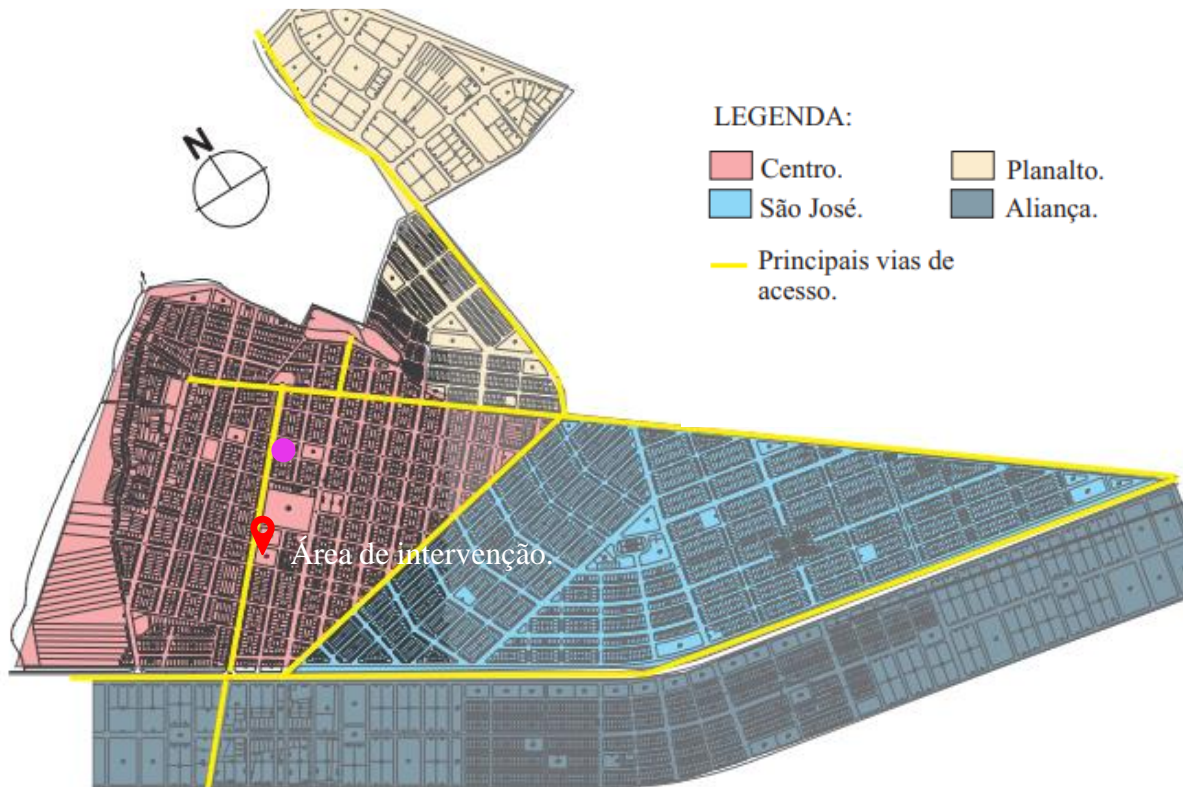 LEGENDA:
Centro.
Planalto.
São José.
Aliança.
Principais vias de
acesso.
N
Área de intervenção.